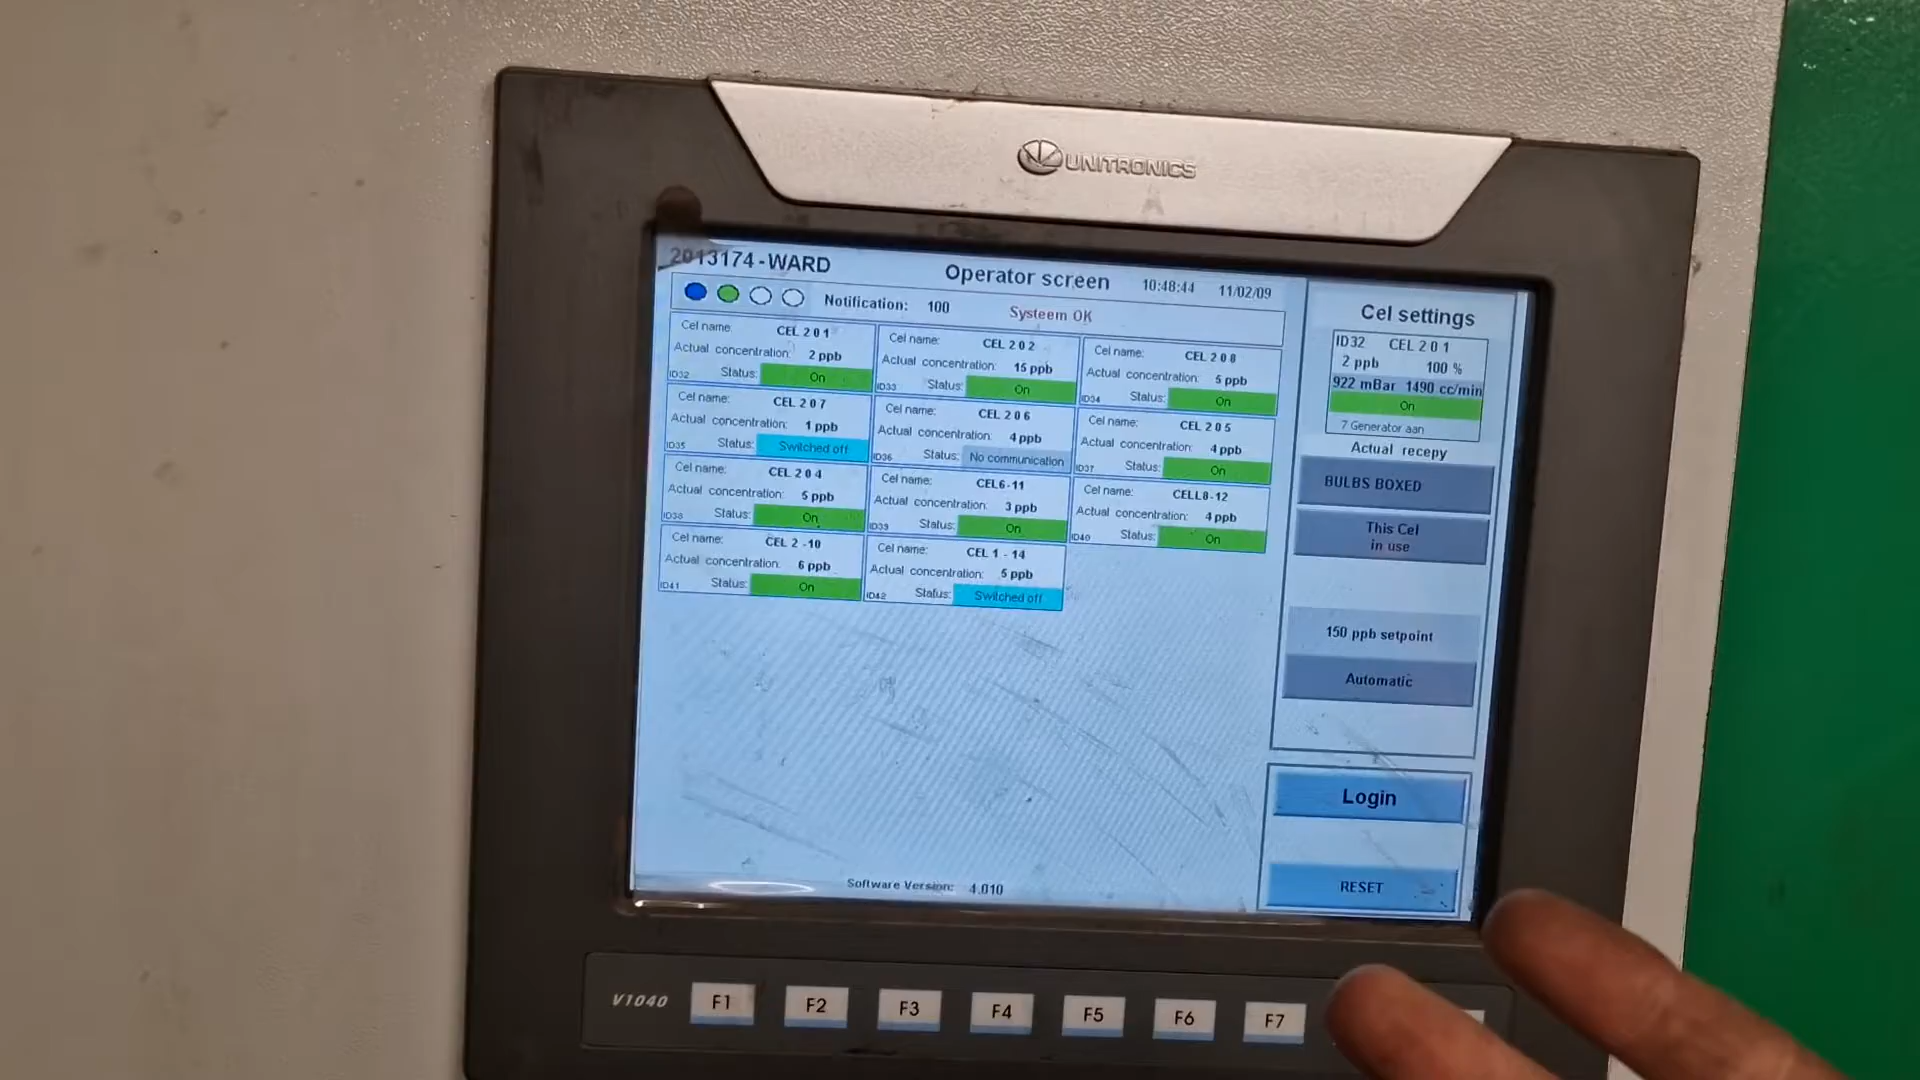 UNITRONICS
2013174-WARD
Operator screen
10:48:44
11/02/09
Notification: 100
Systeem OK
Cel name: CEL 2 0 1
Actual concentration: 2 ppb
ID32 Status: On
Cel name: CEL 2 0 2
Actual concentration: 15 ppb
ID33 Status: On
Cel name: CEL 2 0 8
Actual concentration: 5 ppb
ID34 Status: On
Cel name: CEL 2 0 7
Actual concentration: 1 ppb
ID35 Status: Switched off
Cel name: CEL 2 0 6
Actual concentration: 4 ppb
ID36 Status: No communication
Cel name: CEL 2 0 5
Actual concentration: 4 ppb
ID37 Status: On
Cel name: CEL 2 0 4
Actual concentration: 5 ppb
ID38 Status: On
Cel name: CEL6-11
Actual concentration: 3 ppb
ID39 Status: On
Cel name: CELL8-12
Actual concentration: 4 ppb
ID40 Status: On
Cel name: CEL 2 -10
Actual concentration: 6 ppb
ID41 Status: On
Cel name: CEL 1 - 14
Actual concentration: 5 ppb
ID42 Status: Switched off
Software Version: 4.010
Cel settings
ID32 CEL 2 0 1
2 ppb 100 %
922 mBar 1490 cc/min
On
7 Generator aan
Actual recepy
BULBS BOXED
This Cel
in use
150 ppb setpoint
Automatic
Login
RESET
V1040 F1 F2 F3 F4 F5 F6 F7